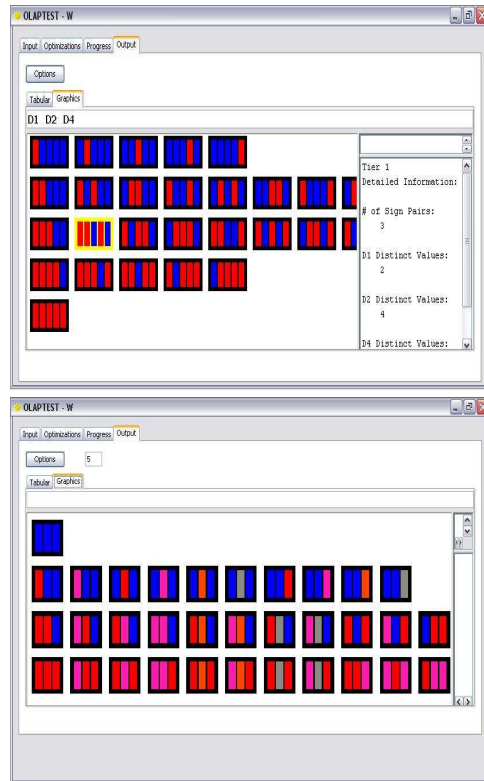 OLAPTEST - W
Input Optimizations Progress Output
Options
Tabular Graphics
D1 D2 D4
Tier 1
Detailed Information:
# of Sign Pairs:
3
D1 Distinct Values:
2
D2 Distinct Values:
4
D4 Distinct Values:
OLAPTEST - W
Input Optimizations Progress Output
Options 5
Tabular Graphics